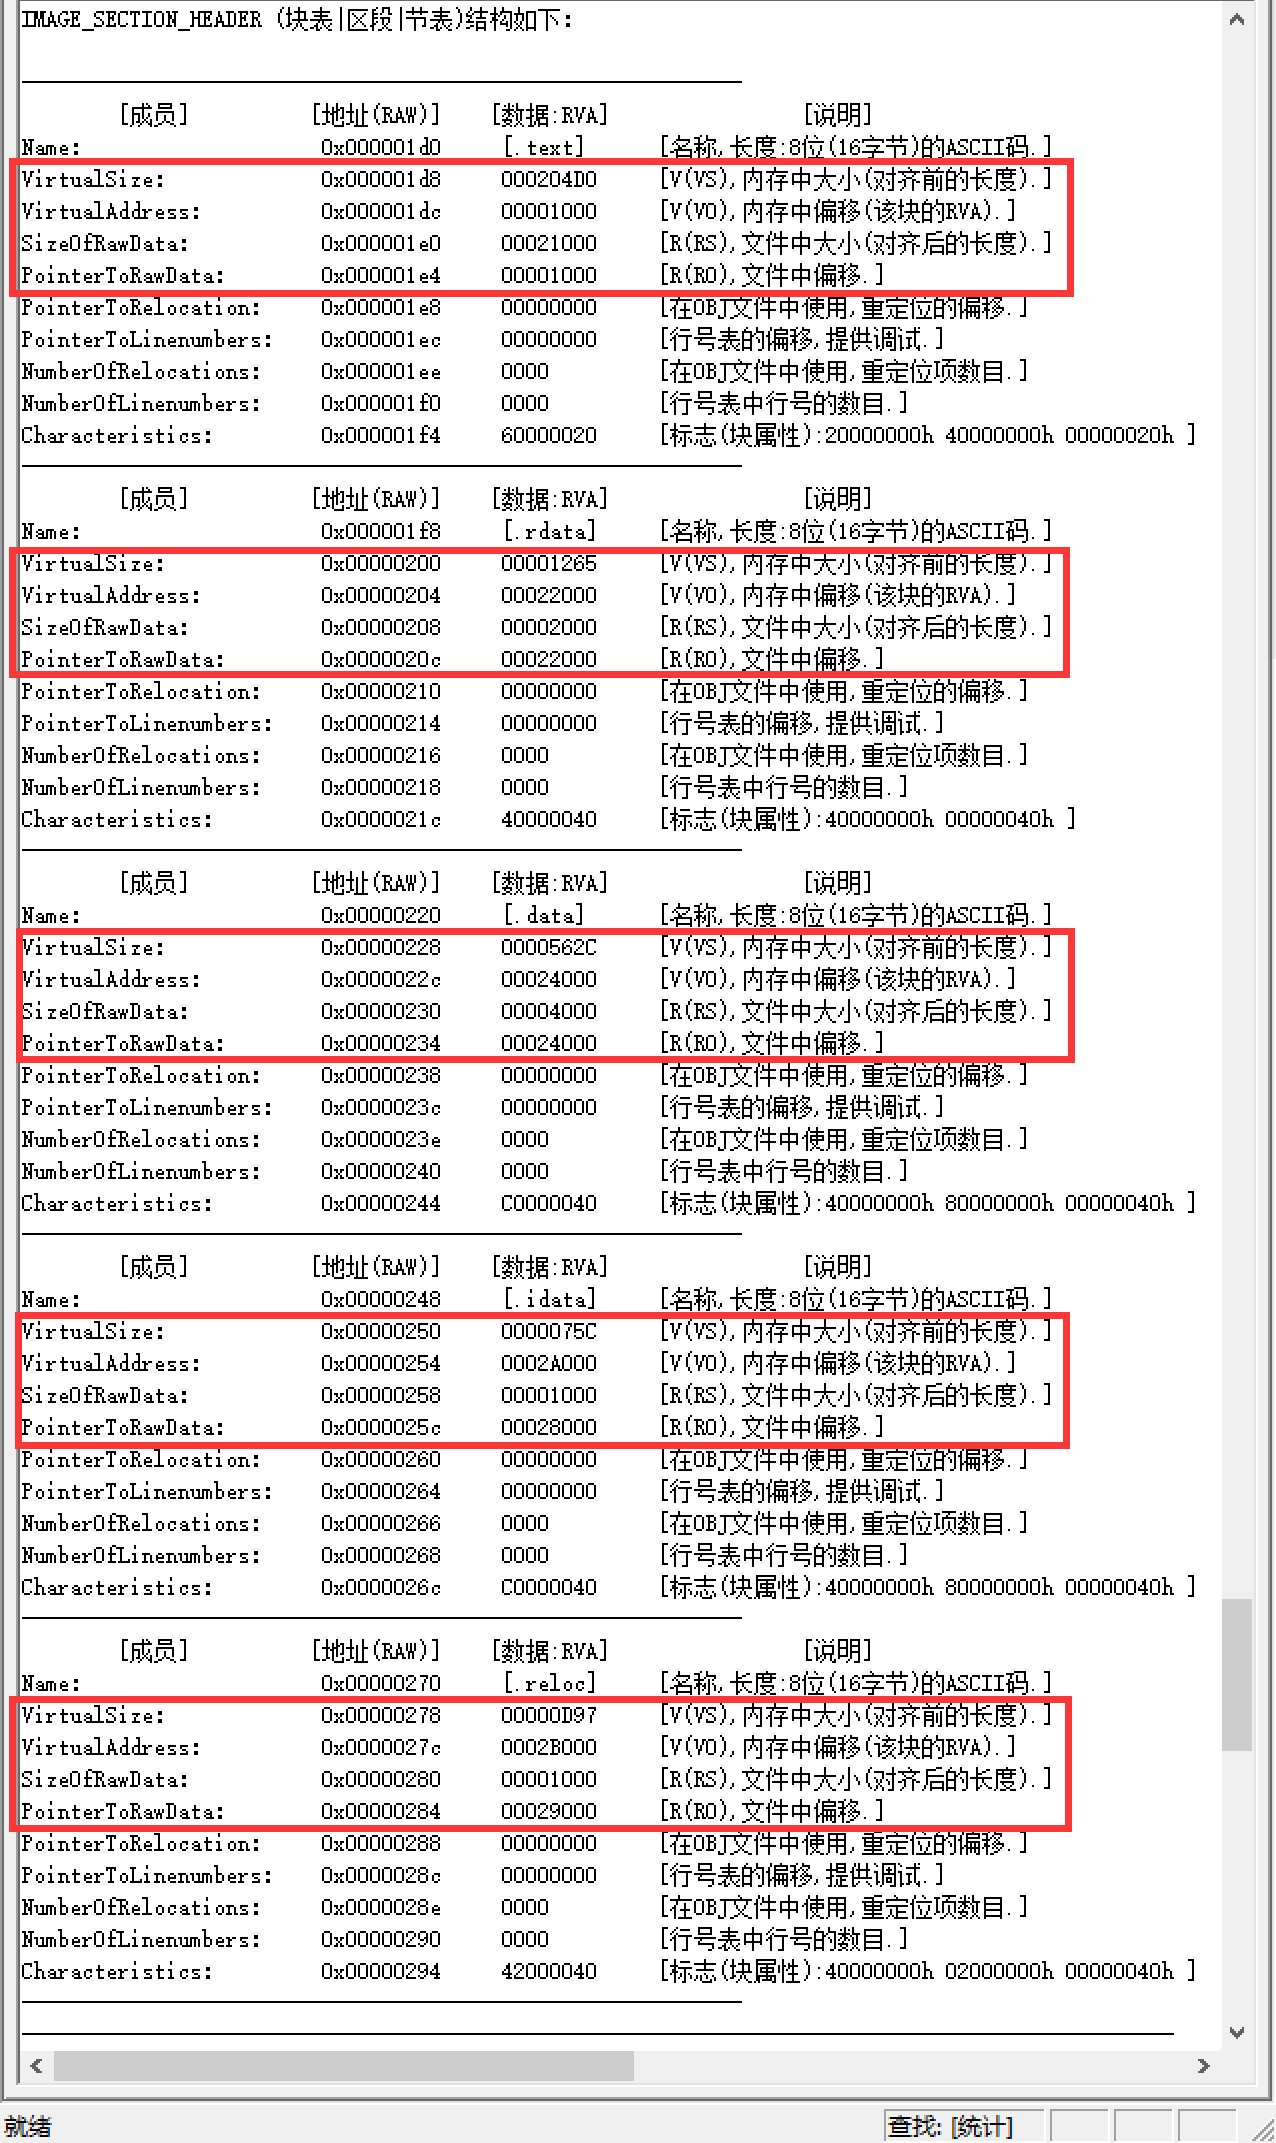 IMAGE_SECTION_HEADER (块表|区段|节表)结构如下:
[成员] [地址(RAW)] [数据:RVA] [说明]
Name: 0x000001d0 [.text] [名称,长度:8位(16字节)的ASCII码.]
VirtualSize: 0x000001d8 000204D0 [V(VS),内存中大小(对齐前的长度).]
VirtualAddress: 0x000001dc 00001000 [V(VO),内存中偏移(该块的RVA).]
SizeOfRawData: 0x000001e0 00021000 [R(RS),文件中大小(对齐后的长度).]
PointerToRawData: 0x000001e4 00001000 [R(RO),文件中偏移.]
PointerToRelocation: 0x000001e8 00000000 [在OBJ文件中使用,重定位的偏移.]
PointerToLinenumbers: 0x000001ec 00000000 [行号表的偏移,提供调试.]
NumberOfRelocations: 0x000001ee 0000 [在OBJ文件中使用,重定位项数目.]
NumberOfLinenumbers: 0x000001f0 0000 [行号表中行号的数目.]
Characteristics: 0x000001f4 60000020 [标志(块属性):20000000h 40000000h 00000020h ]
[成员] [地址(RAW)] [数据:RVA] [说明]
Name: 0x000001f8 [.rdata] [名称,长度:8位(16字节)的ASCII码.]
VirtualSize: 0x00000200 00001265 [V(VS),内存中大小(对齐前的长度).]
VirtualAddress: 0x00000204 00022000 [V(VO),内存中偏移(该块的RVA).]
SizeOfRawData: 0x00000208 00002000 [R(RS),文件中大小(对齐后的长度).]
PointerToRawData: 0x0000020c 00022000 [R(RO),文件中偏移.]
PointerToRelocation: 0x00000210 00000000 [在OBJ文件中使用,重定位的偏移.]
PointerToLinenumbers: 0x00000214 00000000 [行号表的偏移,提供调试.]
NumberOfRelocations: 0x00000216 0000 [在OBJ文件中使用,重定位项数目.]
NumberOfLinenumbers: 0x00000218 0000 [行号表中行号的数目.]
Characteristics: 0x0000021c 40000040 [标志(块属性):40000000h 00000040h ]
[成员] [地址(RAW)] [数据:RVA] [说明]
Name: 0x00000220 [.data] [名称,长度:8位(16字节)的ASCII码.]
VirtualSize: 0x00000228 0000562C [V(VS),内存中大小(对齐前的长度).]
VirtualAddress: 0x0000022c 00024000 [V(VO),内存中偏移(该块的RVA).]
SizeOfRawData: 0x00000230 00004000 [R(RS),文件中大小(对齐后的长度).]
PointerToRawData: 0x00000234 00024000 [R(RO),文件中偏移.]
PointerToRelocation: 0x00000238 00000000 [在OBJ文件中使用,重定位的偏移.]
PointerToLinenumbers: 0x0000023c 00000000 [行号表的偏移,提供调试.]
NumberOfRelocations: 0x0000023e 0000 [在OBJ文件中使用,重定位项数目.]
NumberOfLinenumbers: 0x00000240 0000 [行号表中行号的数目.]
Characteristics: 0x00000244 C0000040 [标志(块属性):40000000h 80000000h 00000040h ]
[成员] [地址(RAW)] [数据:RVA] [说明]
Name: 0x00000248 [.idata] [名称,长度:8位(16字节)的ASCII码.]
VirtualSize: 0x00000250 0000075C [V(VS),内存中大小(对齐前的长度).]
VirtualAddress: 0x00000254 0002A000 [V(VO),内存中偏移(该块的RVA).]
SizeOfRawData: 0x00000258 00001000 [R(RS),文件中大小(对齐后的长度).]
PointerToRawData: 0x0000025c 00028000 [R(RO),文件中偏移.]
PointerToRelocation: 0x00000260 00000000 [在OBJ文件中使用,重定位的偏移.]
PointerToLinenumbers: 0x00000264 00000000 [行号表的偏移,提供调试.]
NumberOfRelocations: 0x00000266 0000 [在OBJ文件中使用,重定位项数目.]
NumberOfLinenumbers: 0x00000268 0000 [行号表中行号的数目.]
Characteristics: 0x0000026c C0000040 [标志(块属性):40000000h 80000000h 00000040h ]
[成员] [地址(RAW)] [数据:RVA] [说明]
Name: 0x00000270 [.reloc] [名称,长度:8位(16字节)的ASCII码.]
VirtualSize: 0x00000278 00000D97 [V(VS),内存中大小(对齐前的长度).]
VirtualAddress: 0x0000027c 0002B000 [V(VO),内存中偏移(该块的RVA).]
SizeOfRawData: 0x00000280 00001000 [R(RS),文件中大小(对齐后的长度).]
PointerToRawData: 0x00000284 00029000 [R(RO),文件中偏移.]
PointerToRelocation: 0x00000288 00000000 [在OBJ文件中使用,重定位的偏移.]
PointerToLinenumbers: 0x0000028c 00000000 [行号表的偏移,提供调试.]
NumberOfRelocations: 0x0000028e 0000 [在OBJ文件中使用,重定位项数目.]
NumberOfLinenumbers: 0x00000290 0000 [行号表中行号的数目.]
Characteristics: 0x00000294 42000040 [标志(块属性):40000000h 02000000h 00000040h ]
就绪 查找: [统计]